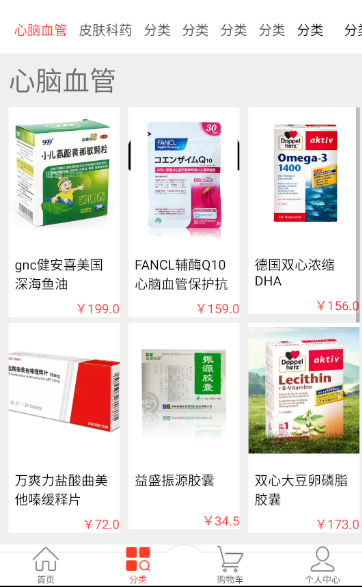 心脑血管 皮肤科药 分类 分类 分类 分类 分类 分
心脑血管
999
小儿氨酚黄那敏颗粒
FANCL
30
コエンザイムQ10
Doppel herz
aktiv
Omega-3
1400
gnc健安喜美国
深海鱼油
￥199.0
FANCL辅酶Q10
心脑血管保护抗
￥159.0
德国双心浓缩
DHA
￥156.0
振源胶囊
Doppel herz
aktiv
Lecithin
+ B-Vitamine
万爽力盐酸曲美
他嗪缓释片
￥72.0
益盛振源胶囊
￥34.5
双心大豆卵磷脂
胶囊
￥173.0
首页
分类
购物车
个人中心